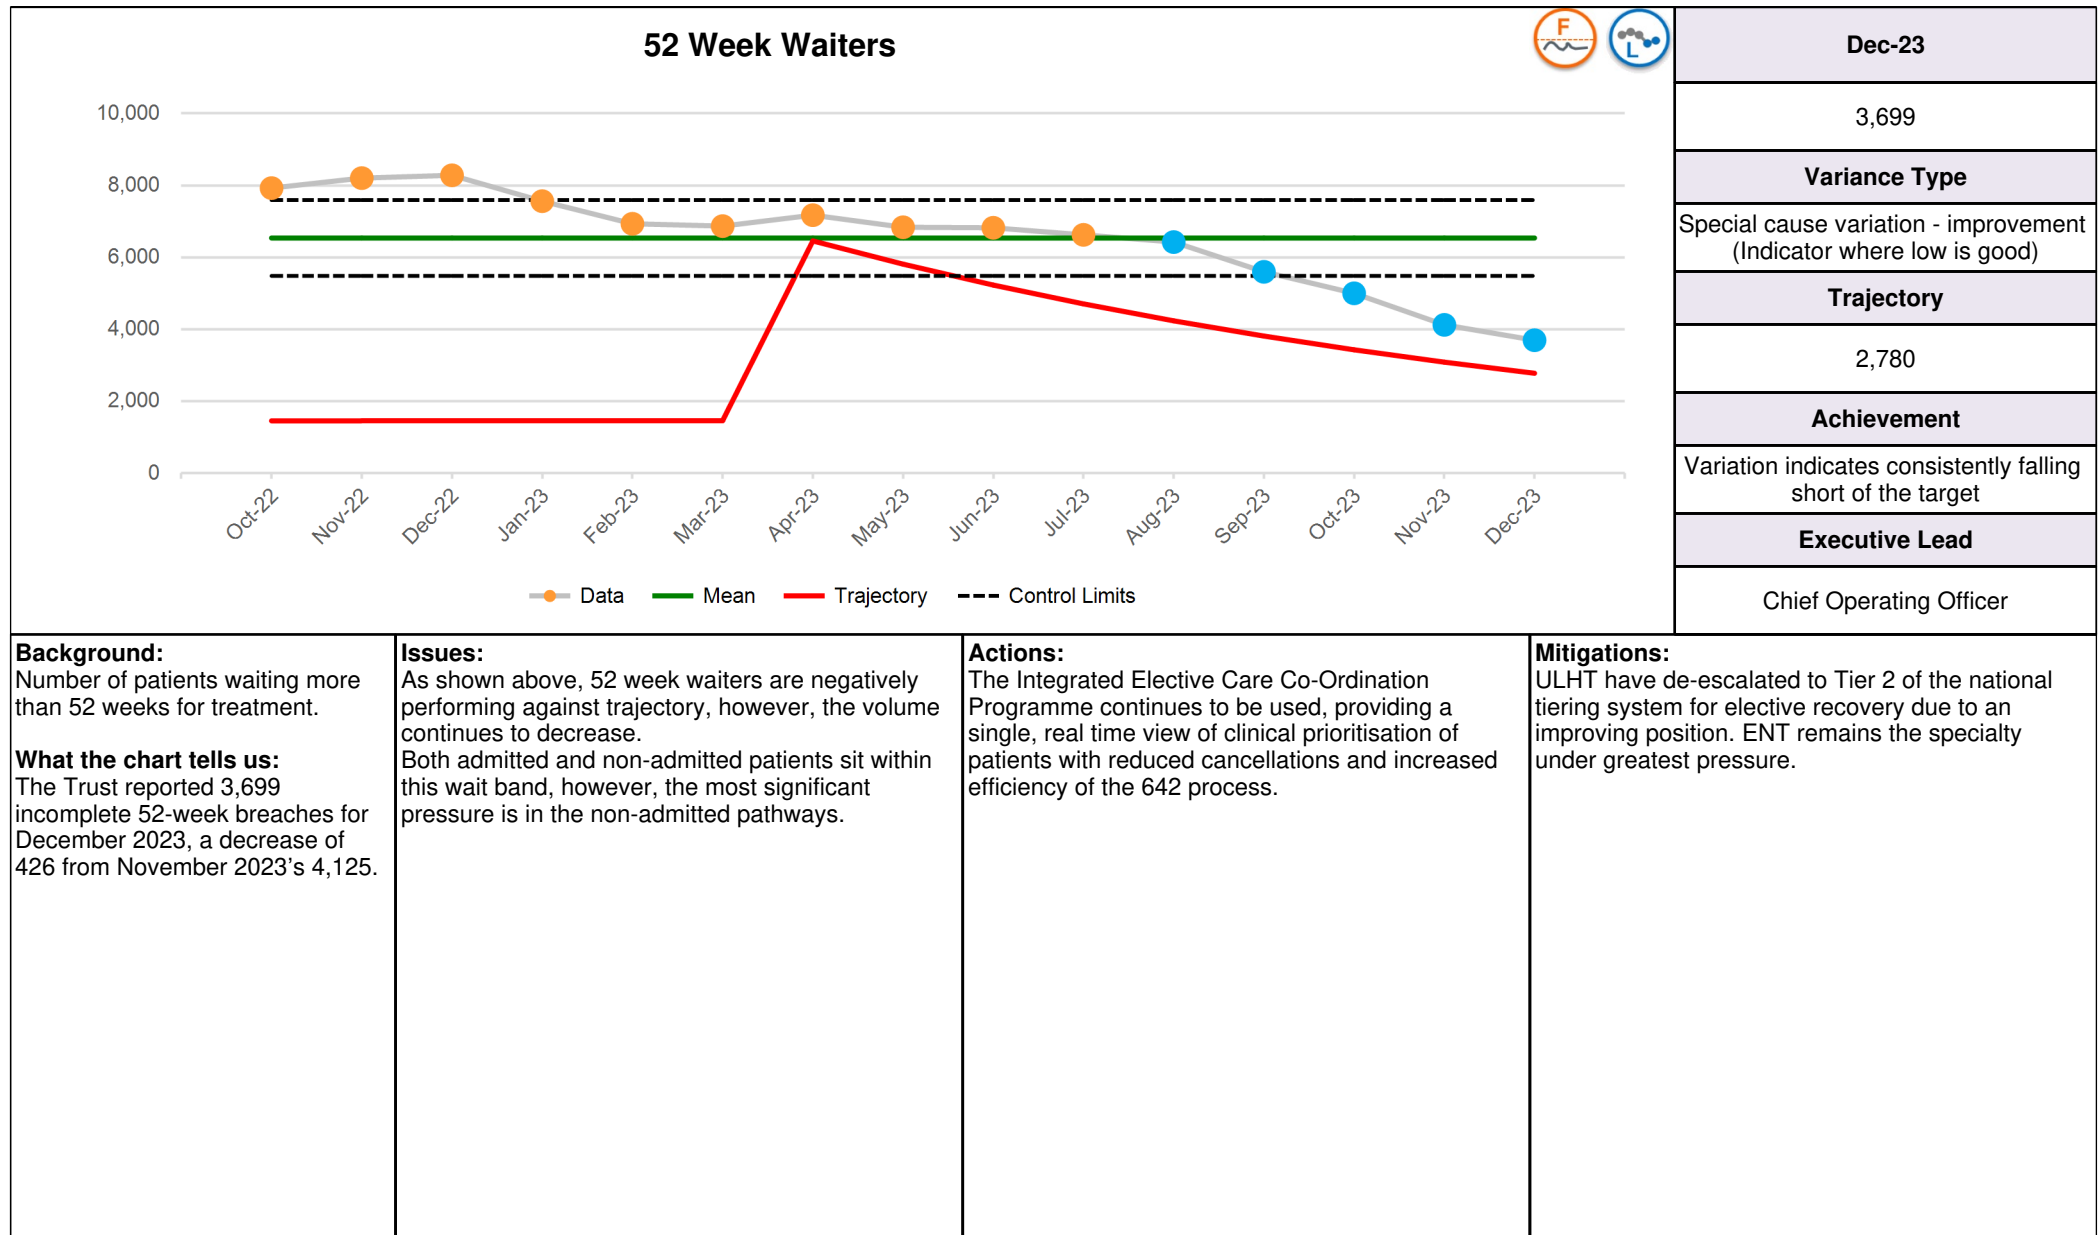 52 Week Waiters
F
L
10,000
8,000
6,000
4,000
2,000
0
Oct-22
Nov-22
Dec-22
Jan-23
Feb-23
Mar-23
Apr-23
May-23
Jun-23
Jul-23
Aug-23
Sep-23
Oct-23
Nov-23
Dec-23
Data
Mean
Trajectory
Control Limits
Dec-23
3,699
Variance Type
Special cause variation - improvement
(Indicator where low is good)
Trajectory
2,780
Achievement
Variation indicates consistently falling
short of the target
Executive Lead
Chief Operating Officer
Background:
Number of patients waiting more
than 52 weeks for treatment.
What the chart tells us:
The Trust reported 3,699
incomplete 52-week breaches for
December 2023, a decrease of
426 from November 2023’s 4,125.
Issues:
As shown above, 52 week waiters are negatively
performing against trajectory, however, the volume
continues to decrease.
Both admitted and non-admitted patients sit within
this wait band, however, the most significant
pressure is in the non-admitted pathways.
Actions:
The Integrated Elective Care Co-Ordination
Programme continues to be used, providing a
single, real time view of clinical prioritisation of
patients with reduced cancellations and increased
efficiency of the 642 process.
Mitigations:
ULHT have de-escalated to Tier 2 of the national
tiering system for elective recovery due to an
improving position. ENT remains the specialty
under greatest pressure.